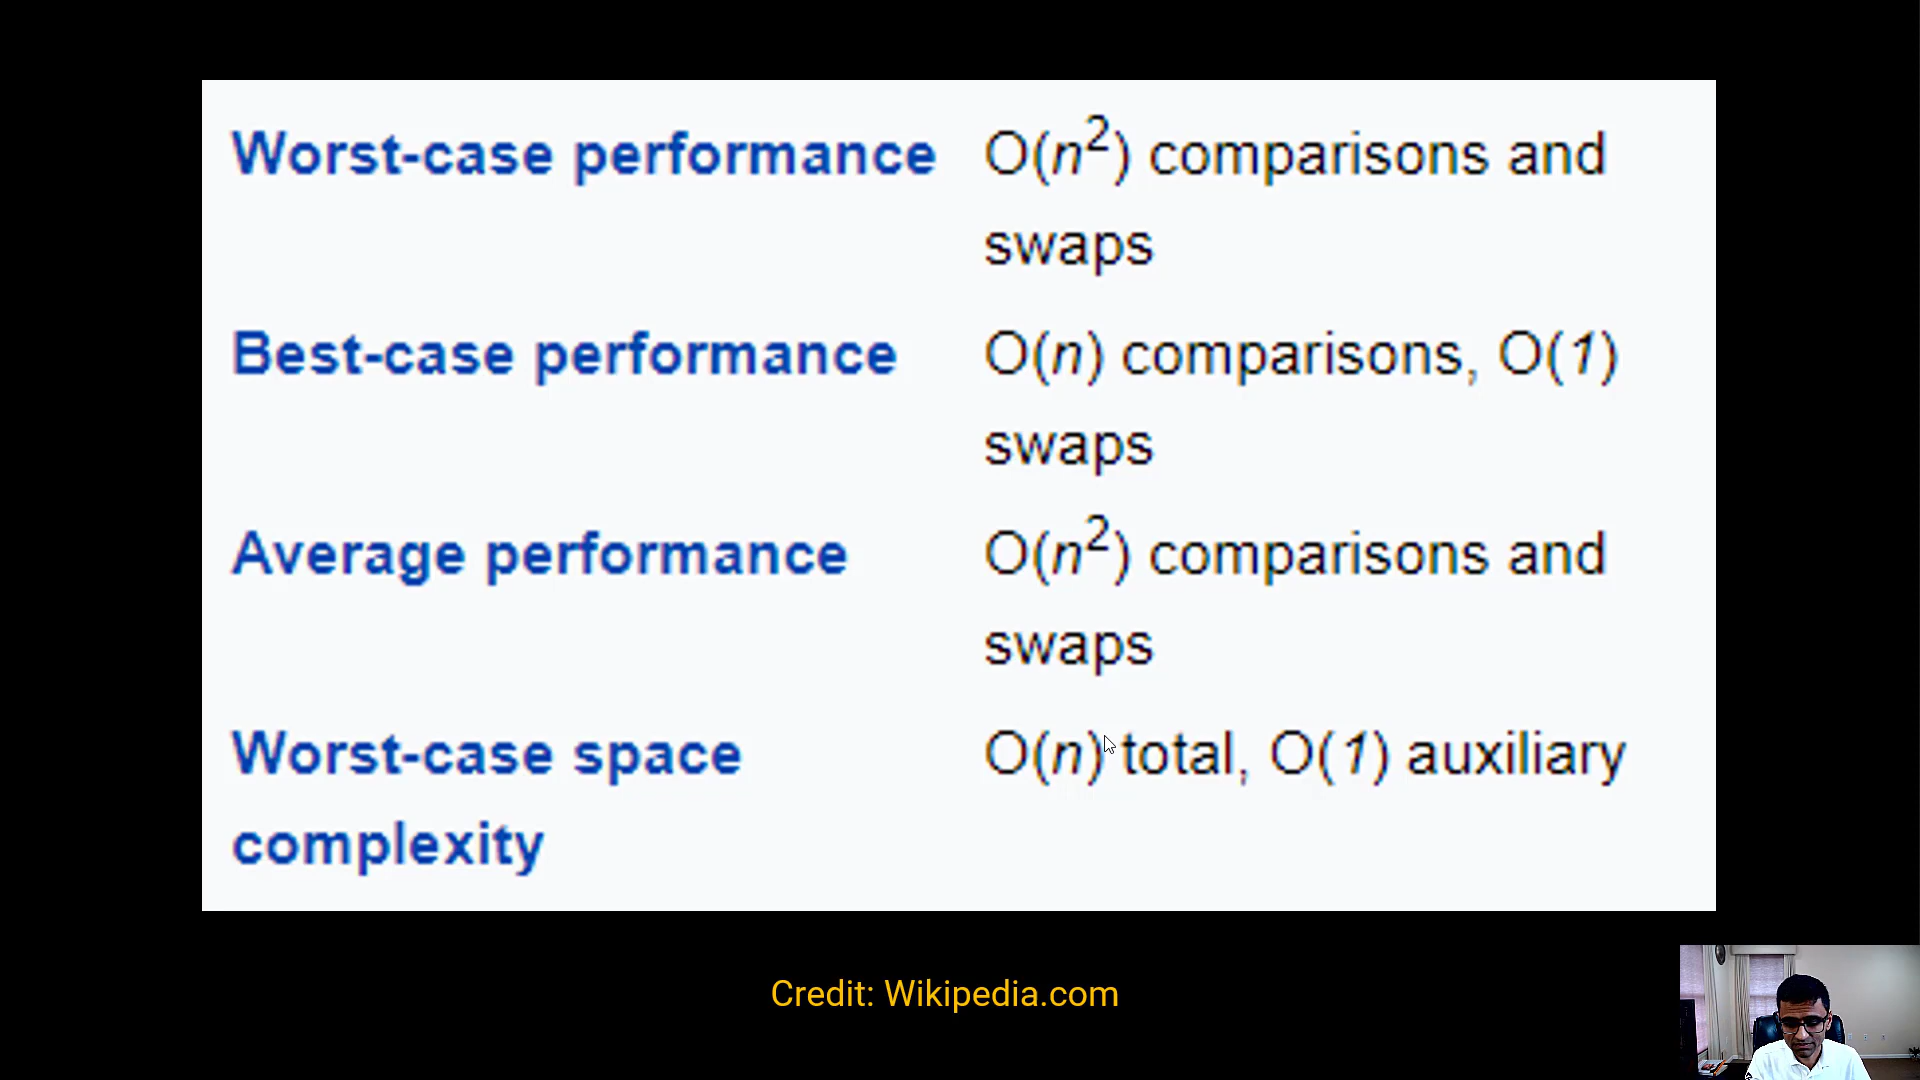 Worst-case performance O(n²) comparisons and
swaps
Best-case performance O(n) comparisons, O(1)
swaps
Average performance O(n²) comparisons and
swaps
Worst-case space O(n) total, O(1) auxiliary
complexity
Credit: Wikipedia.com